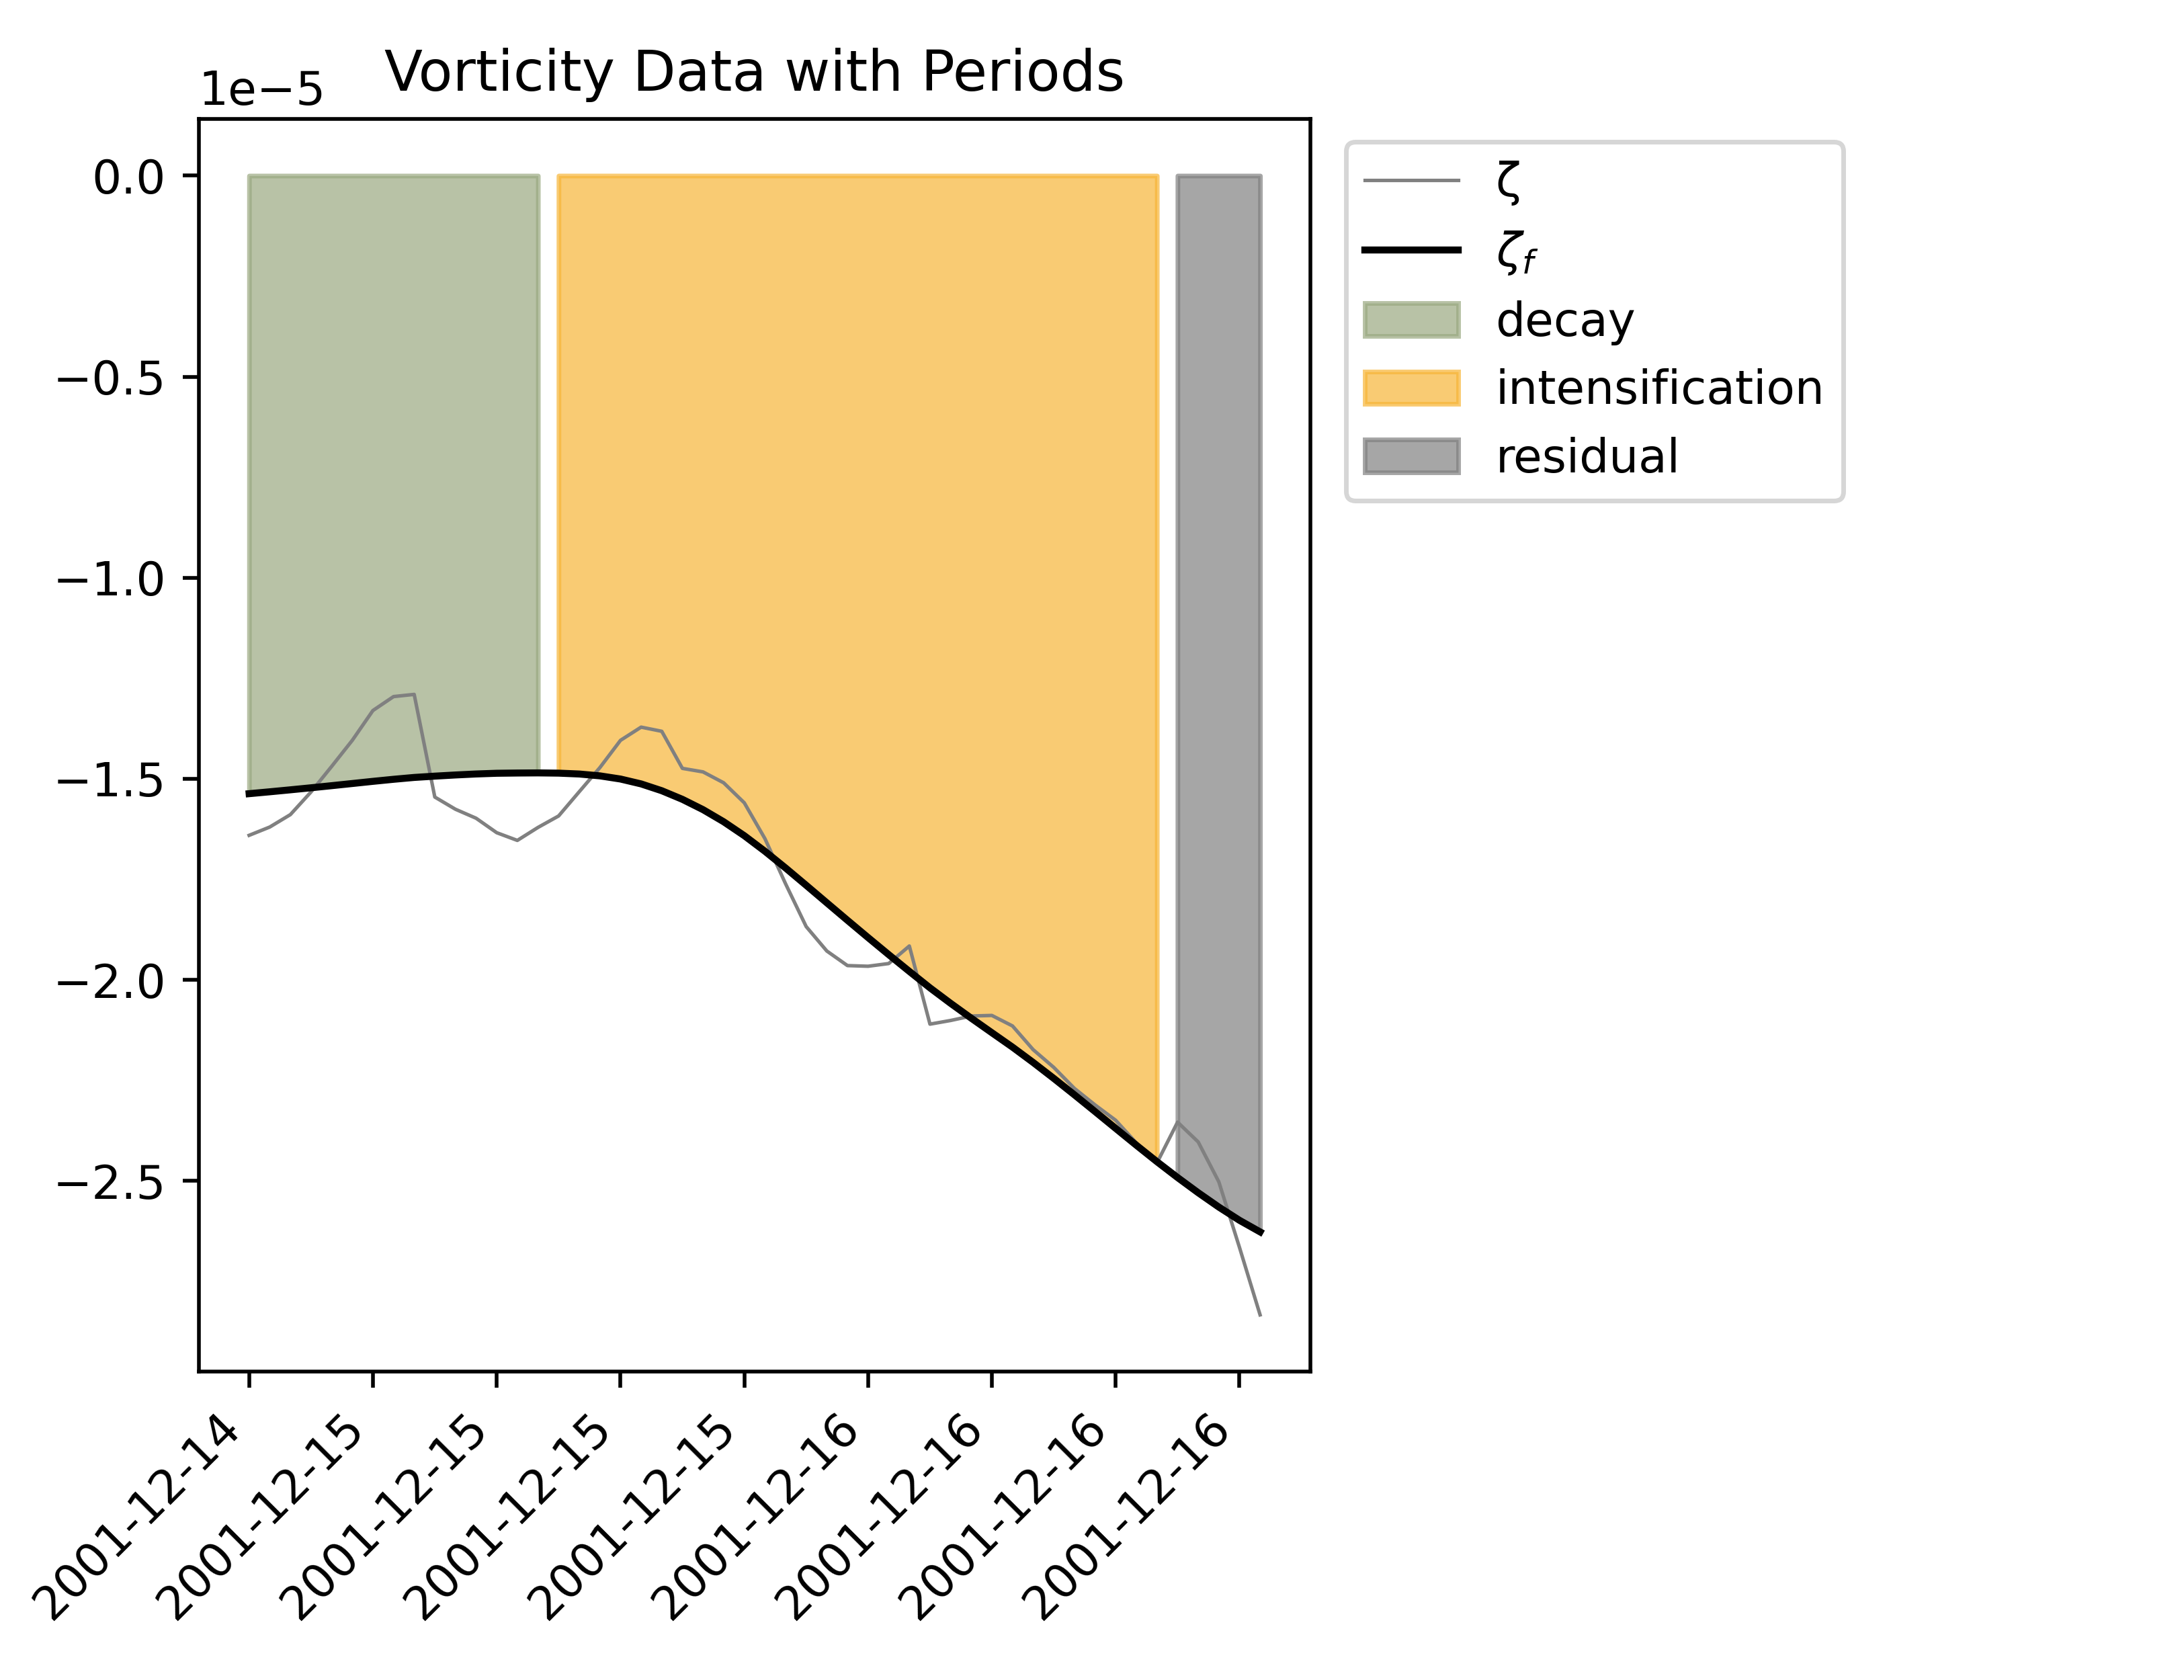 Vorticity Data with Periods
1e−5
0.0
−0.5
−1.0
−1.5
−2.0
−2.5
2001-12-14
2001-12-15
2001-12-15
2001-12-15
2001-12-15
2001-12-16
2001-12-16
2001-12-16
2001-12-16
ζ
ζf
decay
intensification
residual